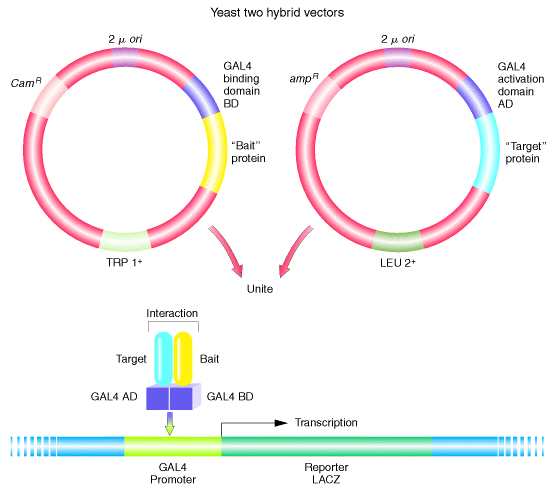 Yeast two hybrid vectors
2 μ ori
Cam^R
GAL4
binding
domain
BD
"Bait"
protein
TRP 1⁺
2 μ ori
amp^R
GAL4
activation
domain
AD
"Target"
protein
LEU 2⁺
Unite
Interaction
Target
Bait
GAL4 AD
GAL4 BD
Transcription
GAL4
Promoter
Reporter
LACZ